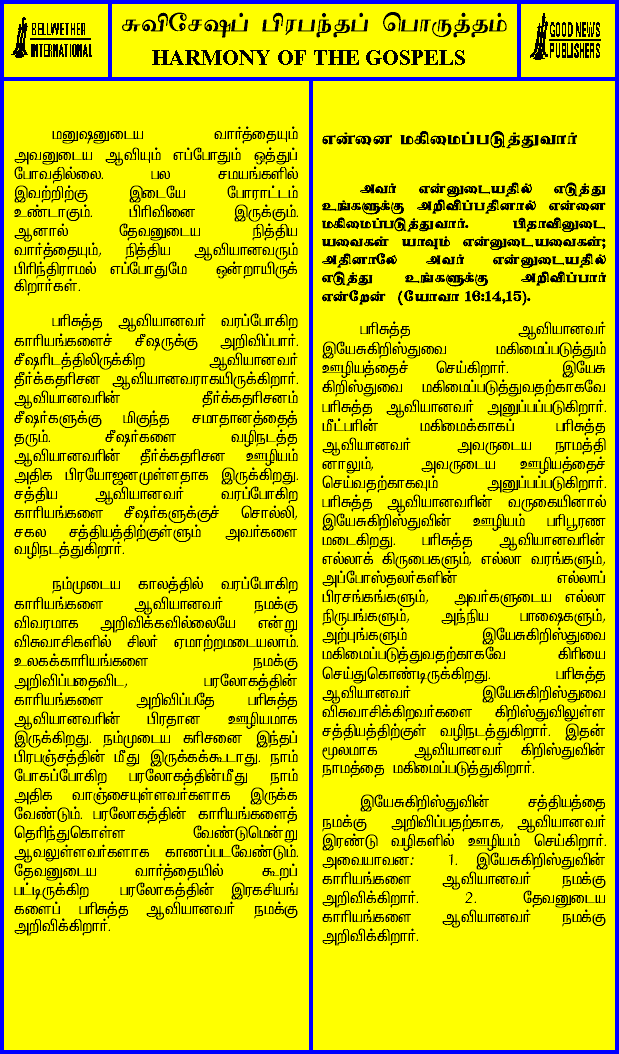 BELLWETHER
INTERNATIONAL
சுவிசேஷப் பிரபந்தப் பொருத்தம்
HARMONY OF THE GOSPELS
GOOD NEWS
PUBLISHERS
மனுஷனுடைய வார்த்தையும்
அவனுடைய ஆவியும் எப்போதும் ஒத்துப்
போவதில்லை. பல சமயங்களில்
இவற்றிற்கு இடையே போராட்டம்
உண்டாகும். பிரிவினை இருக்கும்.
ஆனால் தேவனுடைய நித்திய
வார்த்தையும், நித்திய ஆவியானவரும்
பிரிந்திராமல் எப்போதுமே ஒன்றாயிருக்
கிறார்கள்.
பரிசுத்த ஆவியானவர் வரப்போகிற
காரியங்களைச் சீஷருக்கு அறிவிப்பார்.
சீஷரிடத்திலிருக்கிற ஆவியானவர்
தீர்க்கதரிசன ஆவியானவராகயிருக்கிறார்.
ஆவியானவரின் தீர்க்கதரிசனம்
சீஷர்களுக்கு மிகுந்த சமாதானத்தைத்
தரும். சீஷர்களை வழிநடத்த
ஆவியானவரின் தீர்க்கதரிசன ஊழியம்
அதிக பிரயோஜனமுள்ளதாக இருக்கிறது.
சத்திய ஆவியானவர் வரப்போகிற
காரியங்களை சீஷர்களுக்குச் சொல்லி,
சகல சத்தியத்திற்குள்ளும் அவர்களை
வழிநடத்துகிறார்.
நம்முடைய காலத்தில் வரப்போகிற
காரியங்களை ஆவியானவர் நமக்கு
விவரமாக அறிவிக்கவில்லையே என்று
விசுவாசிகளில் சிலர் ஏமாற்றமடையலாம்.
உலகக்காரியங்களை நமக்கு
அறிவிப்பதைவிட, பரலோகத்தின்
காரியங்களை அறிவிப்பதே பரிசுத்த
ஆவியானவரின் பிரதான ஊழியமாக
இருக்கிறது. நம்முடைய கரிசனை இந்தப்
பிரபஞ்சத்தின் மீது இருக்கக்கூடாது. நாம்
போகப்போகிற பரலோகத்தின்மீது நாம்
அதிக வாஞ்சையுள்ளவர்களாக இருக்க
வேண்டும். பரலோகத்தின் காரியங்களைத்
தெரிந்துகொள்ள வேண்டுமென்று
ஆவலுள்ளவர்களாக காணப்படவேண்டும்.
தேவனுடைய வார்த்தையில் கூறப்
பட்டிருக்கிற பரலோகத்தின் இரகசியங்
களைப் பரிசுத்த ஆவியானவர் நமக்கு
அறிவிக்கிறார்.
என்னை மகிமைப்படுத்துவார்
அவர் என்னுடையதில் எடுத்து
உங்களுக்கு அறிவிப்பதினால் என்னை
மகிமைப்படுத்துவார். பிதாவினுடை
யவைகள் யாவும் என்னுடையவைகள்;
அதினாலே அவர் என்னுடையதில்
எடுத்து உங்களுக்கு அறிவிப்பார்
என்றேன் (யோவா 16:14,15).
பரிசுத்த ஆவியானவர்
இயேசுகிறிஸ்துவை மகிமைப்படுத்தும்
ஊழியத்தைச் செய்கிறார். இயேசு
கிறிஸ்துவை மகிமைப்படுத்துவதற்காகவே
பரிசுத்த ஆவியானவர் அனுப்பப்படுகிறார்.
மீட்பரின் மகிமைக்காகப் பரிசுத்த
ஆவியானவர் அவருடைய நாமத்தி
னாலும், அவருடைய ஊழியத்தைச்
செய்வதற்காகவும் அனுப்பப்படுகிறார்.
பரிசுத்த ஆவியானவரின் வருகையினால்
இயேசுகிறிஸ்துவின் ஊழியம் பரிபூரண
மடைகிறது. பரிசுத்த ஆவியானவரின்
எல்லாக் கிருபைகளும், எல்லா வரங்களும்,
அப்போஸ்தலர்களின் எல்லாப்
பிரசங்கங்களும், அவர்களுடைய எல்லா
நிருபங்களும், அந்நிய பாஷைகளும்,
அற்புங்களும் இயேசுகிறிஸ்துவை
மகிமைப்படுத்துவதற்காகவே கிரியை
செய்துகொண்டிருக்கிறது. பரிசுத்த
ஆவியானவர் இயேசுகிறிஸ்துவை
விசுவாசிக்கிறவர்களை கிறிஸ்துவிலுள்ள
சத்தியத்திற்குள் வழிநடத்துகிறார். இதன்
மூலமாக ஆவியானவர் கிறிஸ்துவின்
நாமத்தை மகிமைப்படுத்துகிறார்.
இயேசுகிறிஸ்துவின் சத்தியத்தை
நமக்கு அறிவிப்பதற்காக, ஆவியானவர்
இரண்டு வழிகளில் ஊழியம் செய்கிறார்.
அவையாவன: 1. இயேசுகிறிஸ்துவின்
காரியங்களை ஆவியானவர் நமக்கு
அறிவிக்கிறார். 2. தேவனுடைய
காரியங்களை ஆவியானவர் நமக்கு
அறிவிக்கிறார்.